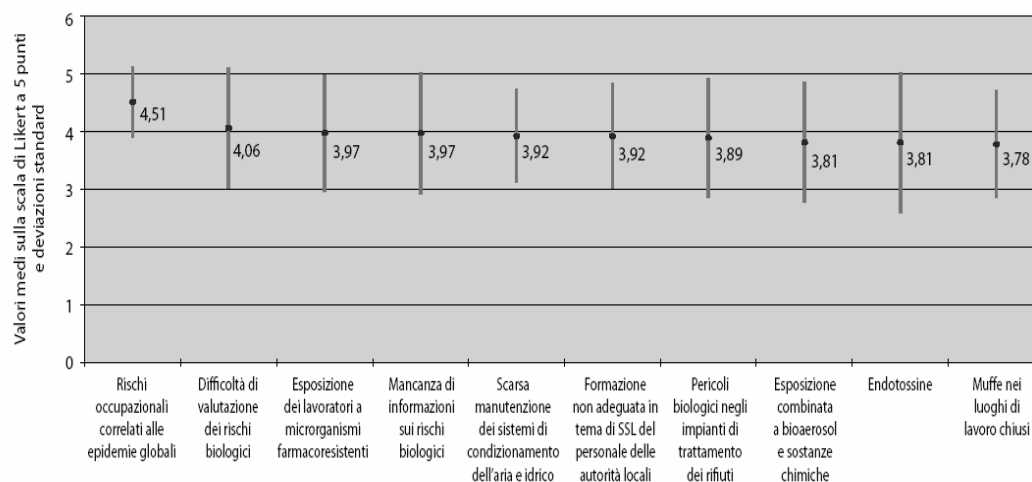 Valori medi sulla scala di Likert a 5 punti
e deviazioni standard
6
5
4
3
2
1
0
4,51
4,06
3,97
3,97
3,92
3,92
3,89
3,81
3,81
3,78
Rischi
occupazionali
correlati alle
epidemie globali
Difficoltà di
valutazione
dei rischi
biologici
Esposizione
dei lavoratori a
microrganismi
farmacoresistenti
Mancanza di
informazioni
sui rischi
biologici
Scarsa
manutenzione
dei sistemi di
condizionamento
dell'aria e idrico
Formazione
non adeguata in
tema di SSL del
personale delle
autorità locali
Pericoli
biologici negli
impianti di
trattamento
dei rifiuti
Esposizione
combinata
a bioaerosol
e sostanze
chimiche
Endotossine
Muffe nei
luoghi di
lavoro chiusi